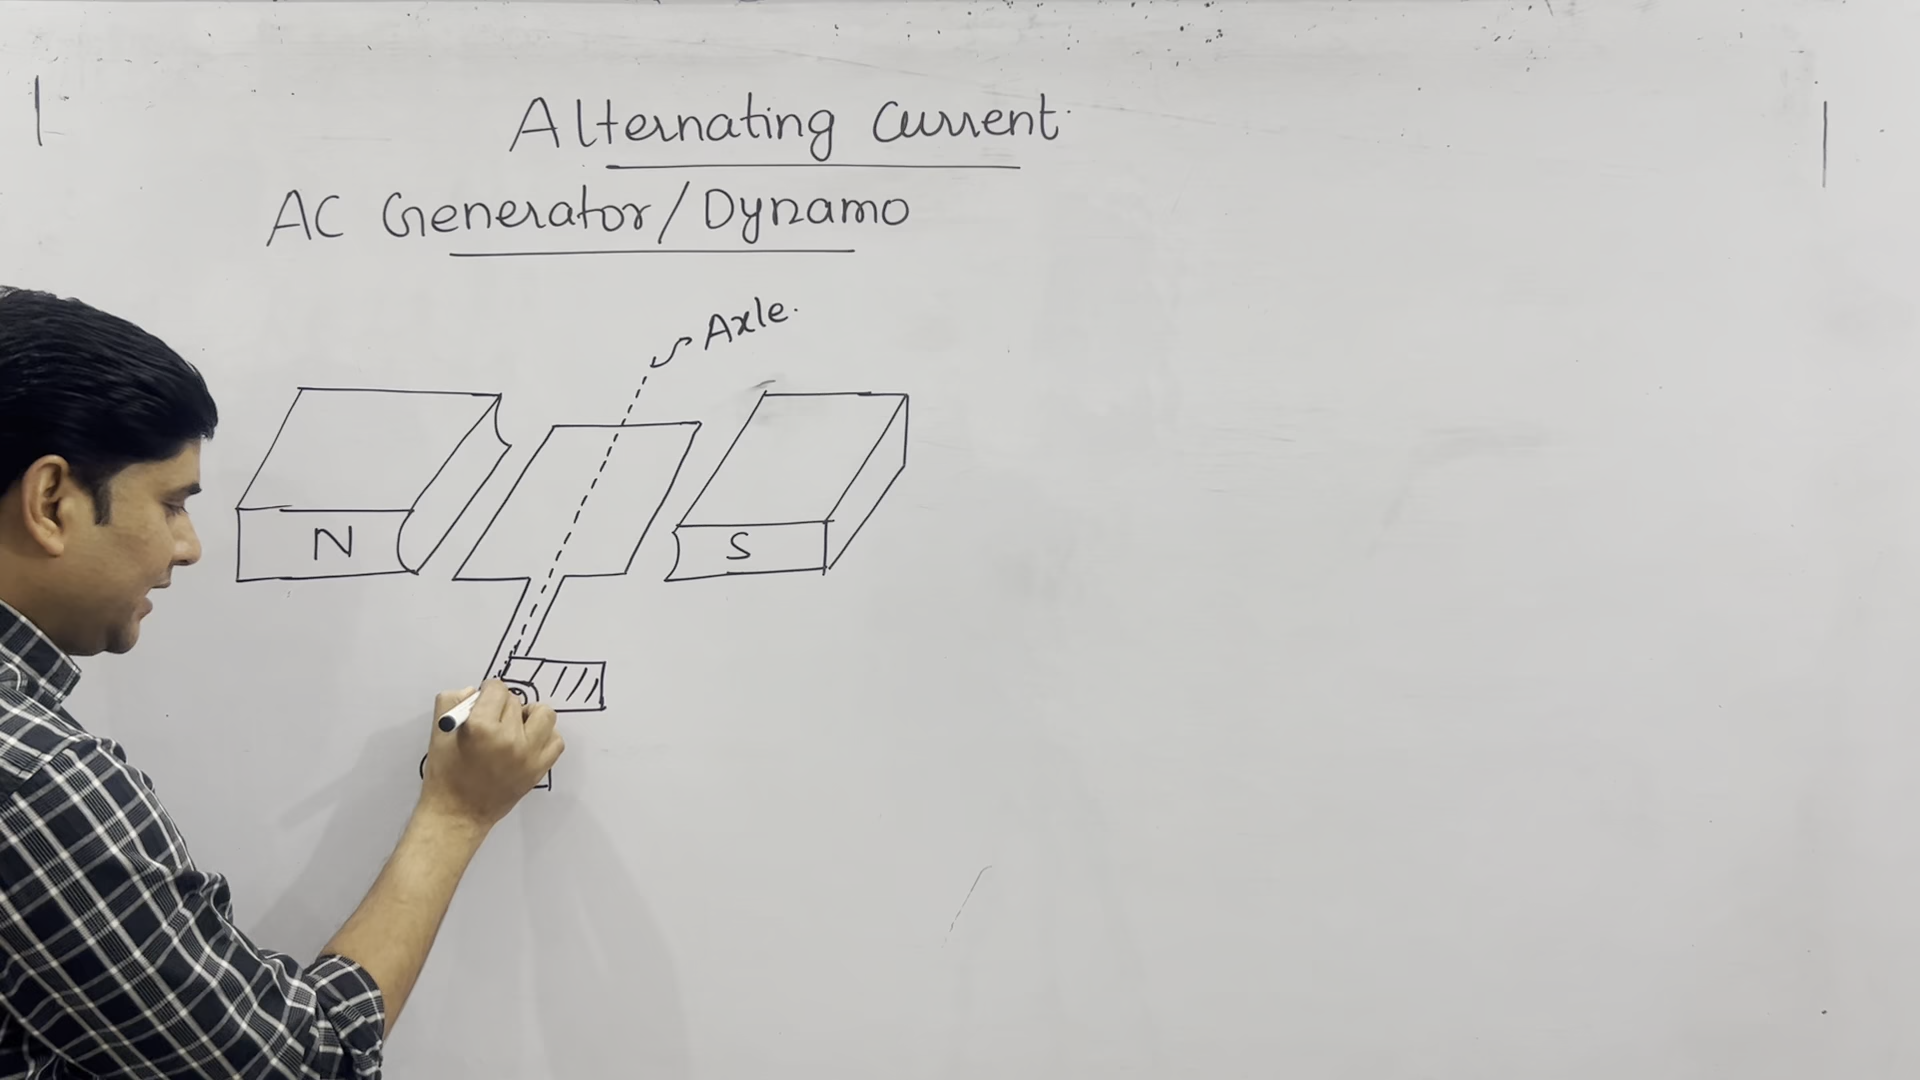 Alternating Current
AC Generator/Dynamo
Axle.
N
S